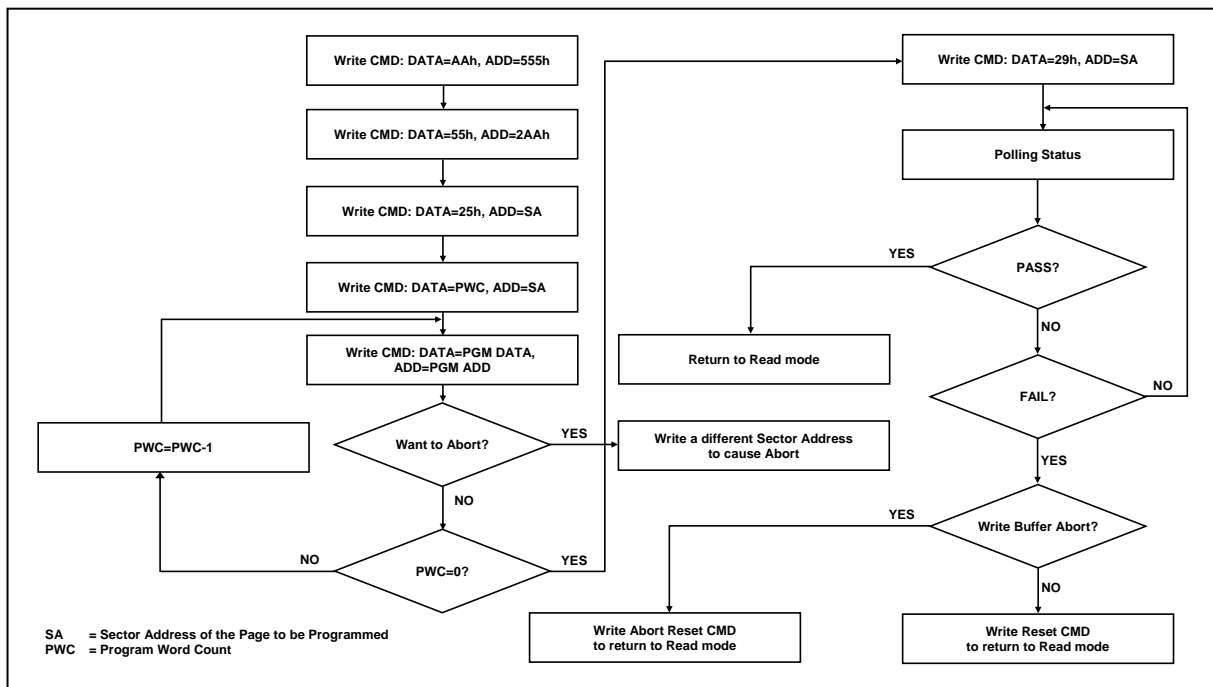 Write CMD: DATA=AAh, ADD=555h
Write CMD: DATA=55h, ADD=2AAh
Write CMD: DATA=25h, ADD=SA
Write CMD: DATA=PWC, ADD=SA
Write CMD: DATA=PGM DATA,
ADD=PGM ADD
PWC=PWC-1
Want to Abort?
YES
Write a different Sector Address
to cause Abort
NO
PWC=0?
NO
YES
Write CMD: DATA=29h, ADD=SA
Polling Status
PASS?
YES
Return to Read mode
NO
FAIL?
NO
YES
Write Buffer Abort?
YES
Write Abort Reset CMD
to return to Read mode
NO
Write Reset CMD
to return to Read mode
SA = Sector Address of the Page to be Programmed
PWC = Program Word Count